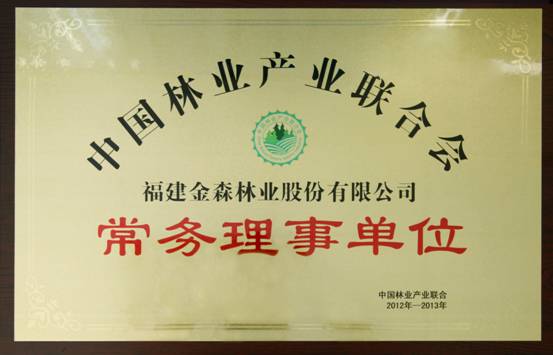 中国林业产业联合会
福建金森林业股份有限公司
常务理事单位
中国林业产业联合
2012年—2013年